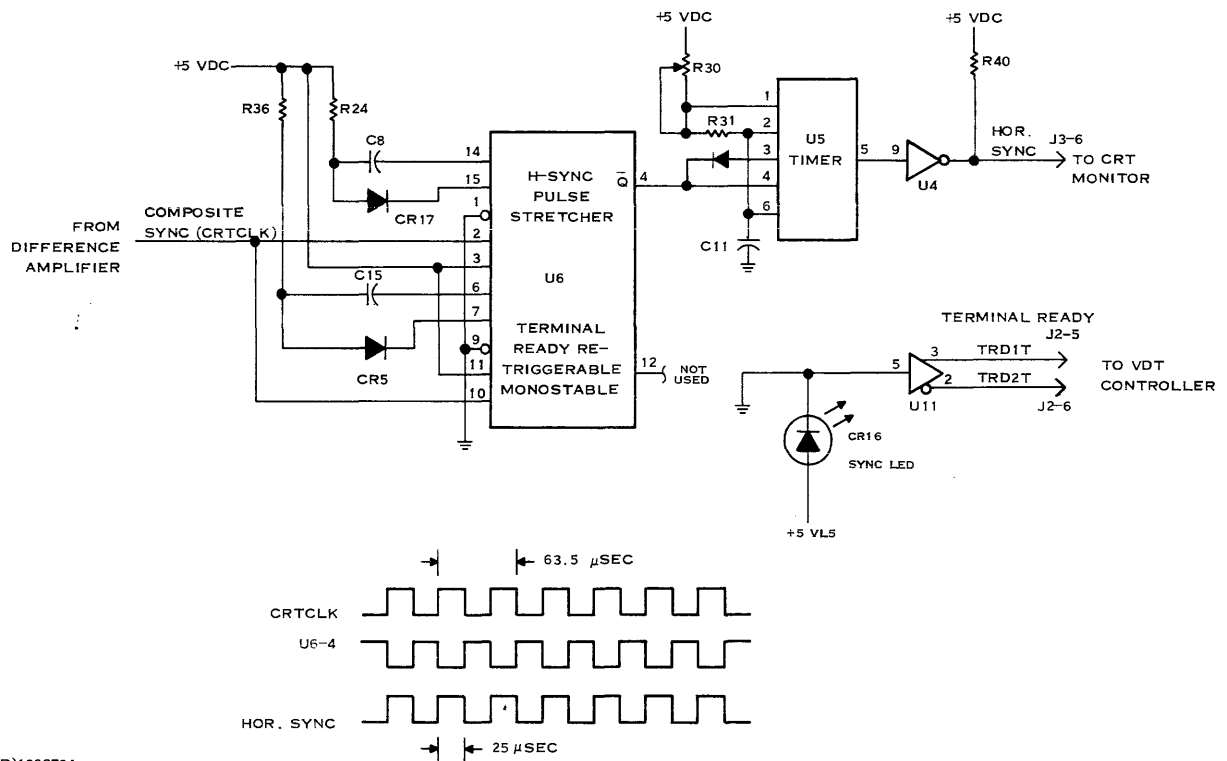 +5 VDC
R36
R24
C8
14
15
CR17
1
2
3
C15
6
7
9
11
10
CR5
H-SYNC
PULSE
STRETCHER
U6
TERMINAL
READY RE-
TRIGGERABLE
MONOSTABLE
Q
4
12
NOT
USED
FROM
DIFFERENCE
AMPLIFIER
COMPOSITE
SYNC (CRTCLK)
+5 VDC
R30
R31
C11
1
2
3
4
6
U5
TIMER
5
9
U4
+5 VDC
R40
HOR.
SYNC
J3-6
TO CRT
MONITOR
TERMINAL READY
J2-5
5
3
TRD1T
2
TRD2T
J2-6
U11
TO VDT
CONTROLLER
CR16
SYNC LED
+5 VL5
63.5 μSEC
CRTCLK
U6-4
HOR. SYNC
25 μSEC